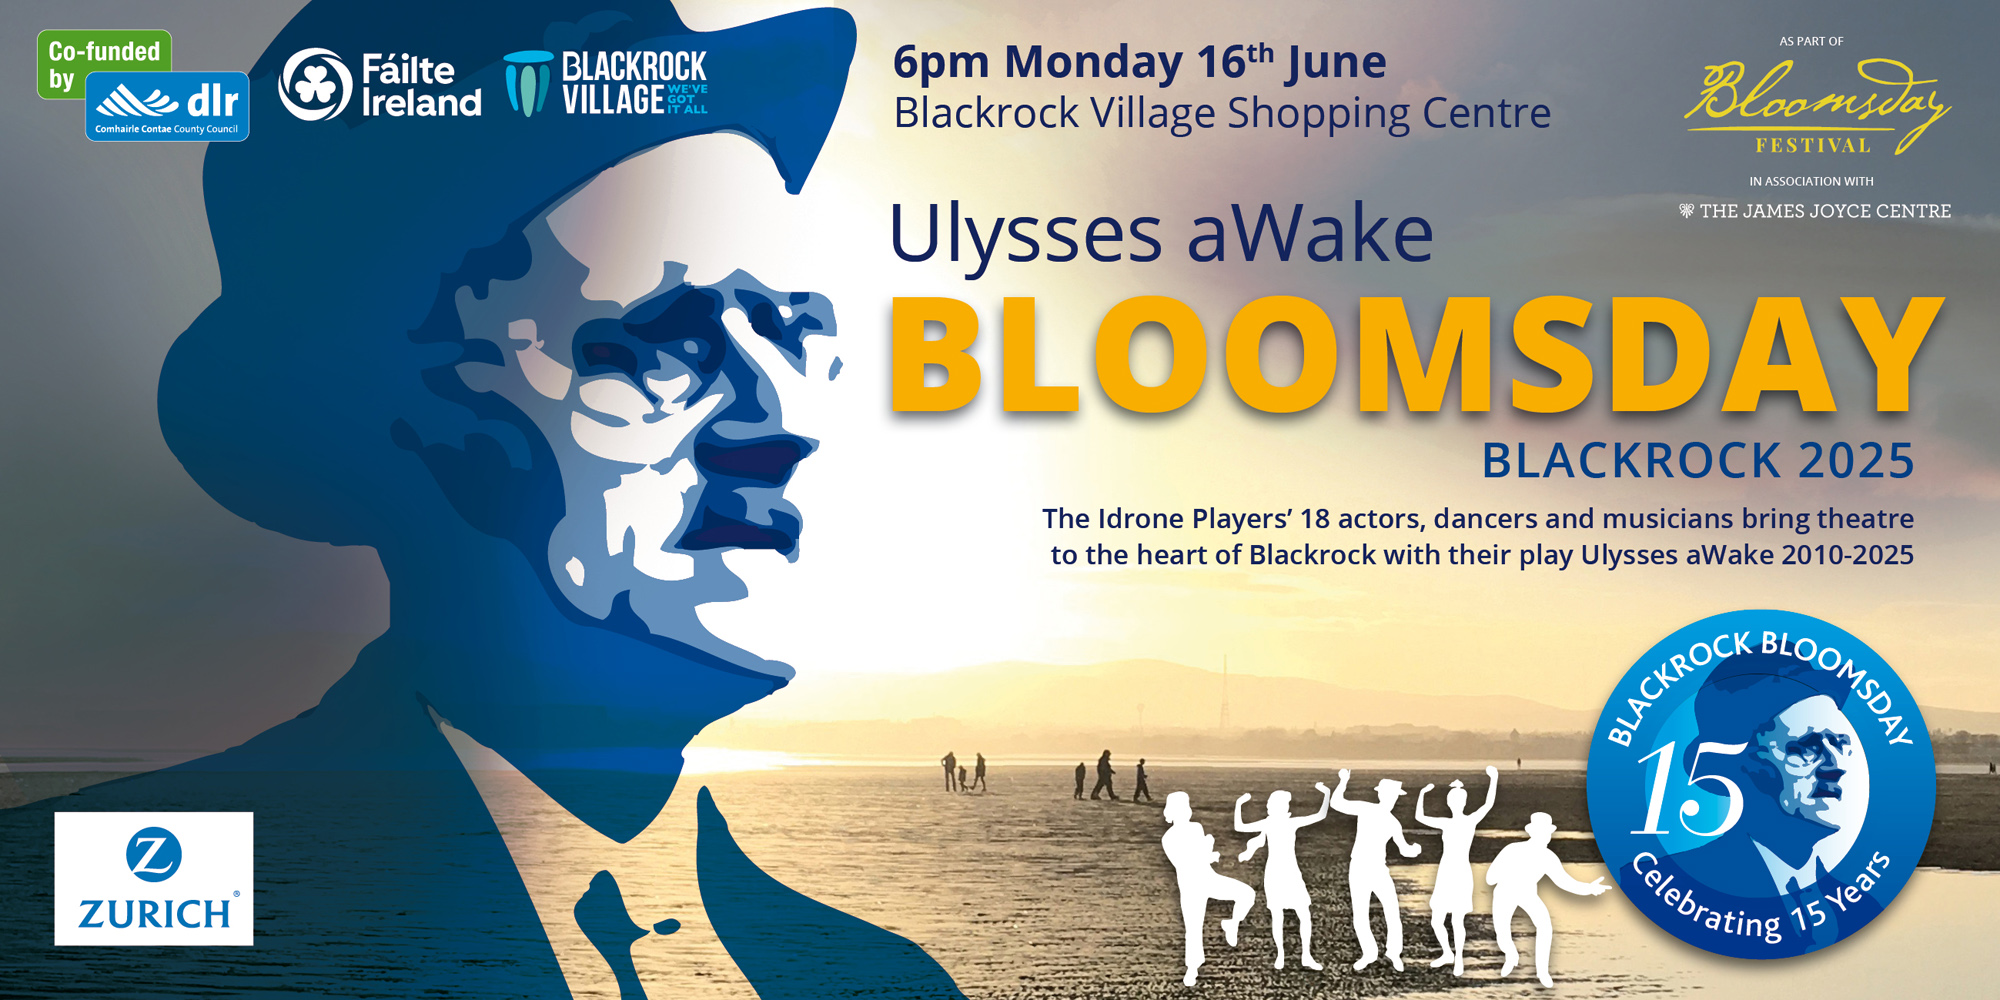 Co-funded
by
dlr
Comhairle Contae County Council
Fáilte
Ireland
BLACKROCK
VILLAGE
WE'VE
GOT
IT ALL
6pm Monday 16th June
Blackrock Village Shopping Centre
AS PART OF
Bloomsday
FESTIVAL
IN ASSOCIATION WITH
THE JAMES JOYCE CENTRE
Ulysses aWake
BLOOMSDAY
BLACKROCK 2025
The Idrone Players’ 18 actors, dancers and musicians bring theatre
to the heart of Blackrock with their play Ulysses aWake 2010-2025
BLACKROCK BLOOMSDAY
15
Celebrating 15 Years
Z
ZURICH®